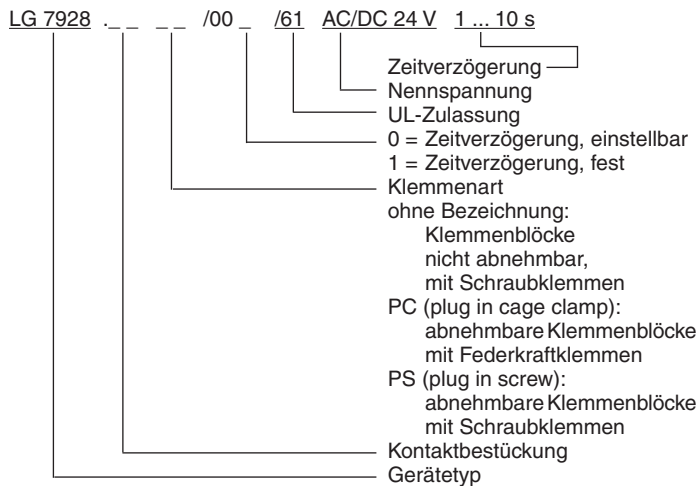 LG 7928 ._ _ _ _ /00 _ /61 AC/DC 24 V 1 ... 10 s
Zeitverzögerung
Nennspannung
UL-Zulassung
0 = Zeitverzögerung, einstellbar
1 = Zeitverzögerung, fest
Klemmenart
ohne Bezeichnung:
Klemmenblöcke
nicht abnehmbar,
mit Schraubklemmen
PC (plug in cage clamp):
abnehmbare Klemmenblöcke
mit Federkraftklemmen
PS (plug in screw):
abnehmbare Klemmenblöcke
mit Schraubklemmen
Kontaktbestückung
Gerätetyp